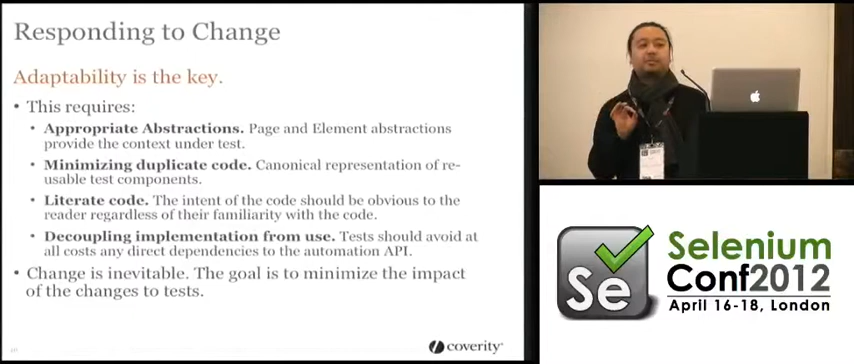 Responding to Change
Adaptability is the key.
• This requires:
• Appropriate Abstractions. Page and Element abstractions
provide the context under test.
• Minimizing duplicate code. Canonical representation of re-
usable test components.
• Literate code. The intent of the code should be obvious to the
reader regardless of their familiarity with the code.
• Decoupling implementation from use. Tests should avoid at
all costs any direct dependencies to the automation API.
• Change is inevitable. The goal is to minimize the impact
of the changes to tests.
coverity
Se
Selenium
Conf2012
April 16-18, London